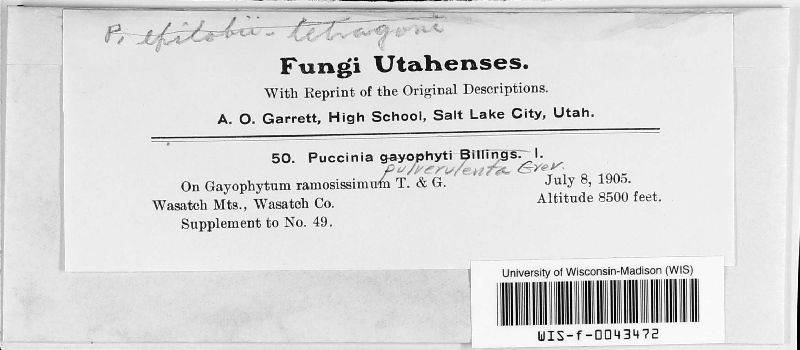 P. epilobii-tetragoni
Fungi Utahenses.
With Reprint of the Original Descriptions.
A. O. Garrett, High School, Salt Lake City, Utah.
50. Puccinia gayophyti Billings. I.
pulverulenta Grev.
On Gayophytum ramosissimum T. & G. July 8, 1905.
Wasatch Mts., Wasatch Co. Altitude 8500 feet.
Supplement to No. 49.
University of Wisconsin-Madison (WIS)
WIS-f-0043472